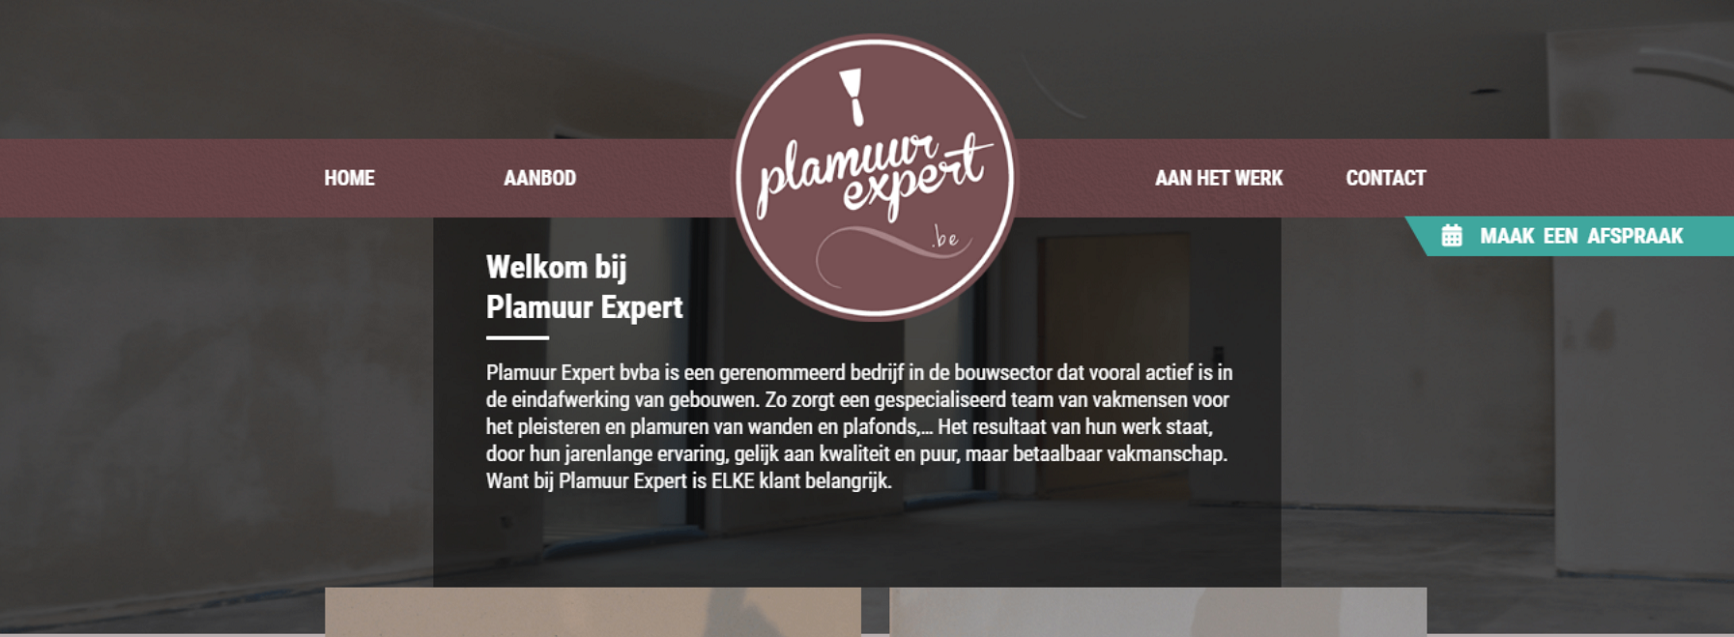 plamuur
expert
.be
HOME
AANBOD
AAN HET WERK
CONTACT
MAAK EEN AFSPRAAK
Welkom bij
Plamuur Expert
Plamuur Expert bvba is een gerenommeerd bedrijf in de bouwsector dat vooral actief is in
de eindafwerking van gebouwen. Zo zorgt een gespecialiseerd team van vakmensen voor
het pleisteren en plamuren van wanden en plafonds,... Het resultaat van hun werk staat,
door hun jarenlange ervaring, gelijk aan kwaliteit en puur, maar betaalbaar vakmanschap.
Want bij Plamuur Expert is ELKE klant belangrijk.